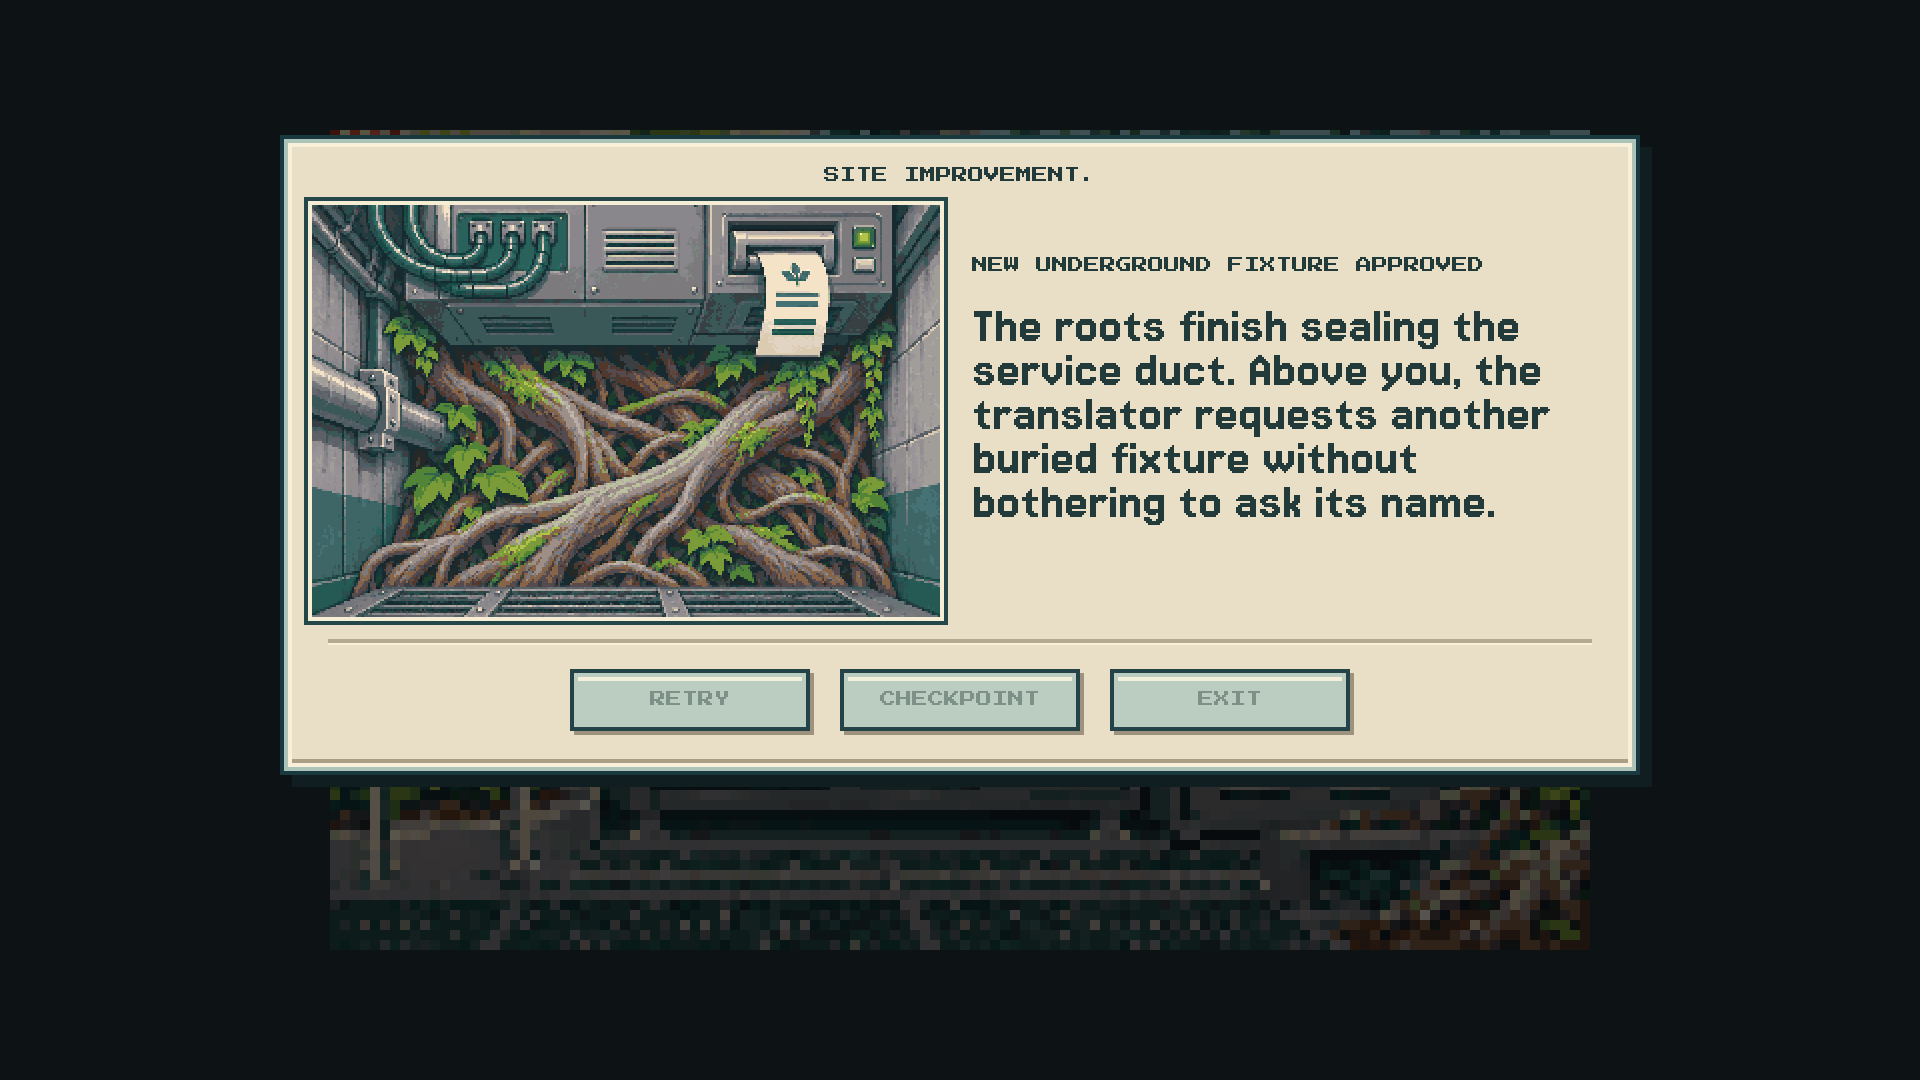 SITE IMPROVEMENT.
NEW UNDERGROUND FIXTURE APPROVED
The roots finish sealing the
service duct. Above you, the
translator requests another
buried fixture without
bothering to ask its name.
RETRY
CHECKPOINT
EXIT